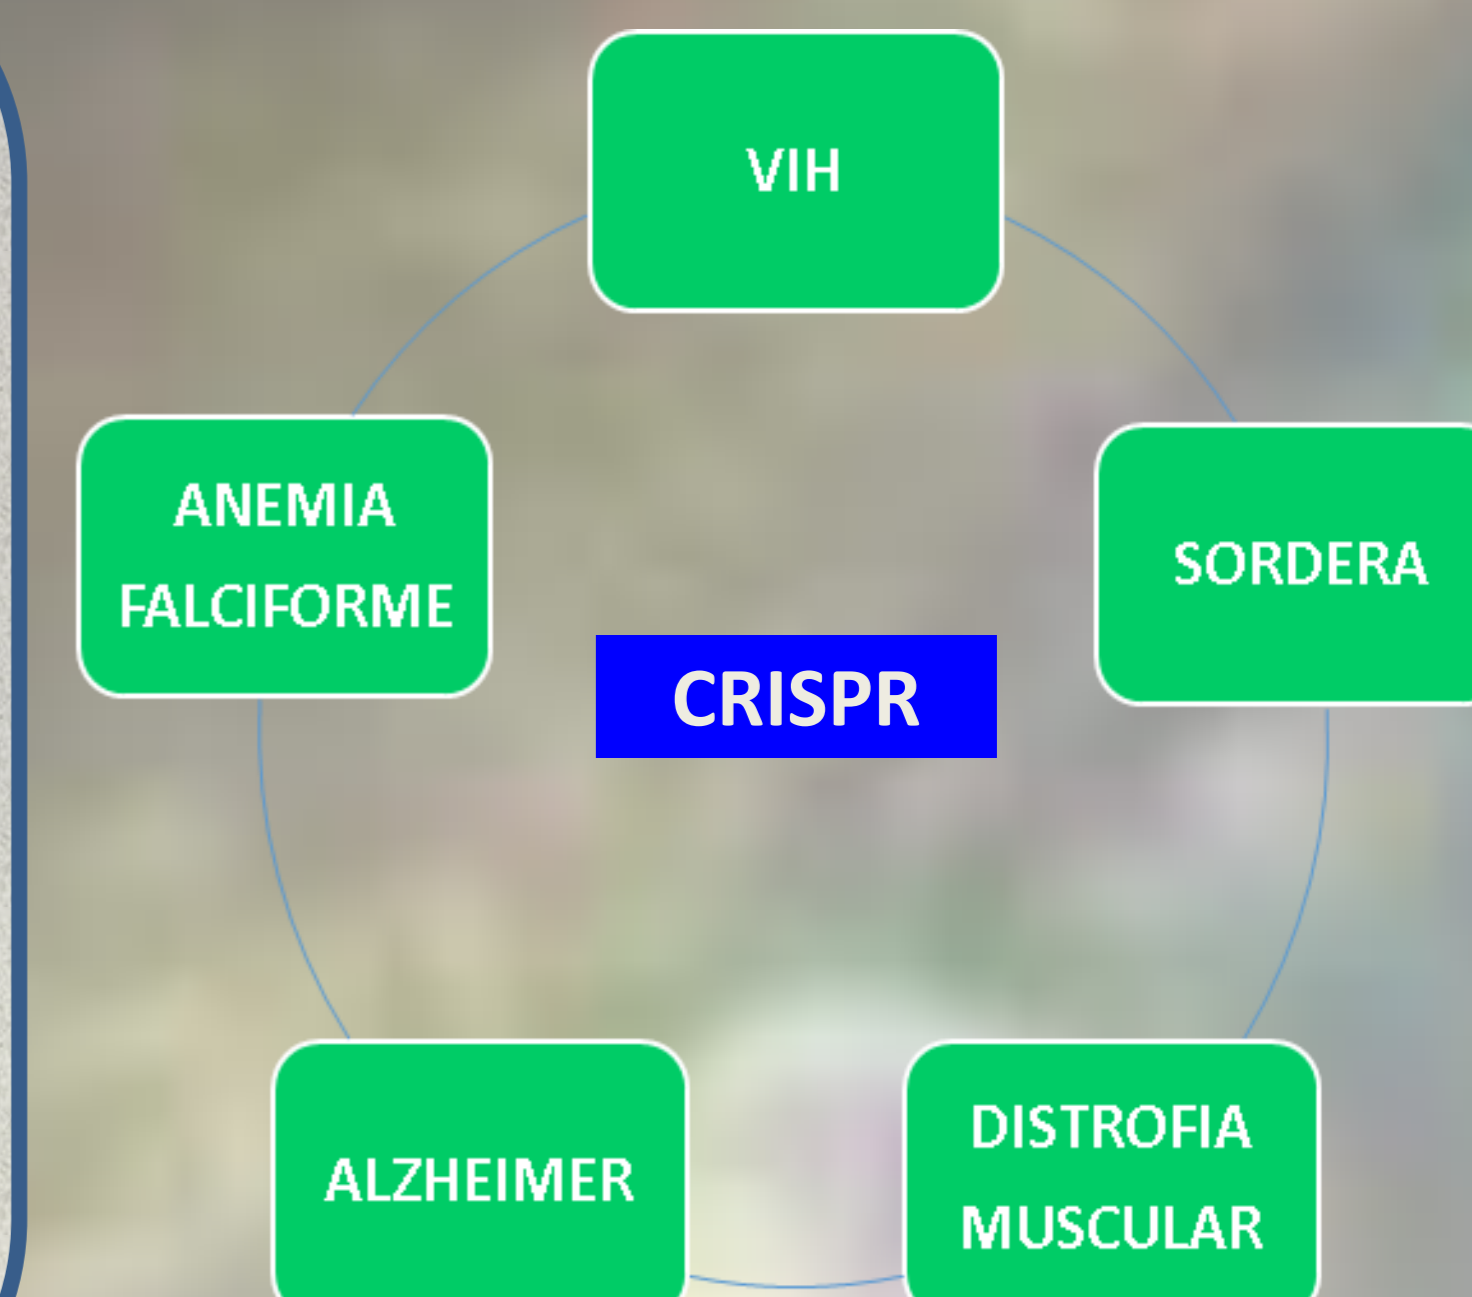 VIH
ANEMIA
FALCIFORME
SORDERA
CRISPR
ALZHEIMER
DISTROFIA
MUSCULAR